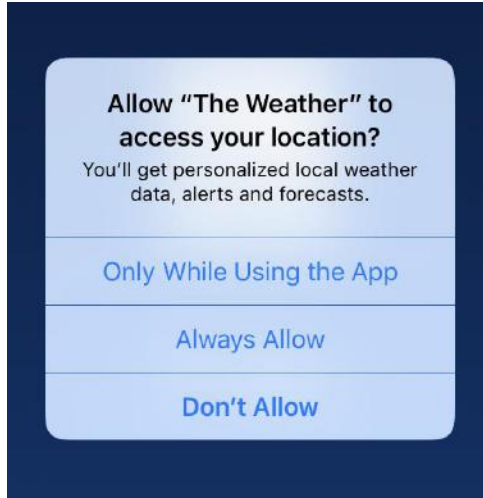 Allow “The Weather” to
access your location?
You’ll get personalized local weather
data, alerts and forecasts.
Only While Using the App
Always Allow
Don’t Allow